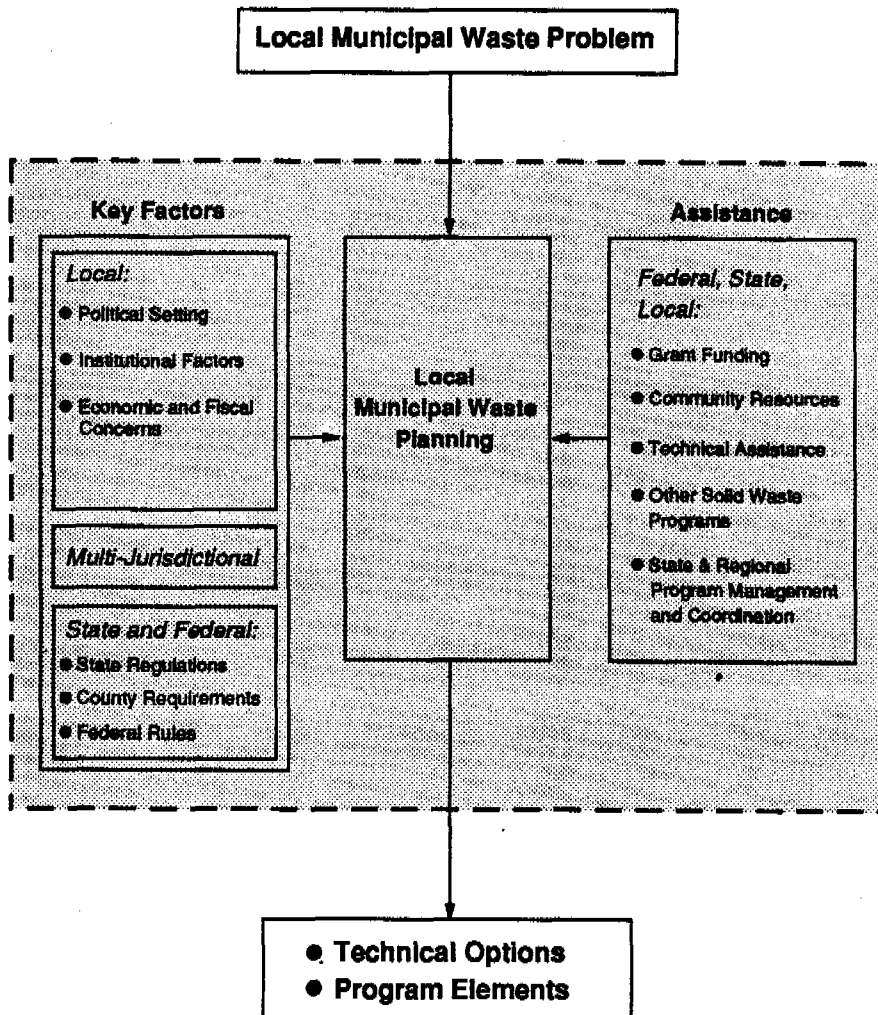 Local Municipal Waste Problem
Key Factors
Local:
● Political Setting
● Institutional Factors
● Economic and Fiscal
Concerns
Multi-Jurisdictional
State and Federal:
● State Regulations
● County Requirements
● Federal Rules
Local
Municipal Waste
Planning
Assistance
Federal, State,
Local:
● Grant Funding
● Community Resources
● Technical Assistance
● Other Solid Waste
Programs
● State & Regional
Program Management
and Coordination
● Technical Options
● Program Elements